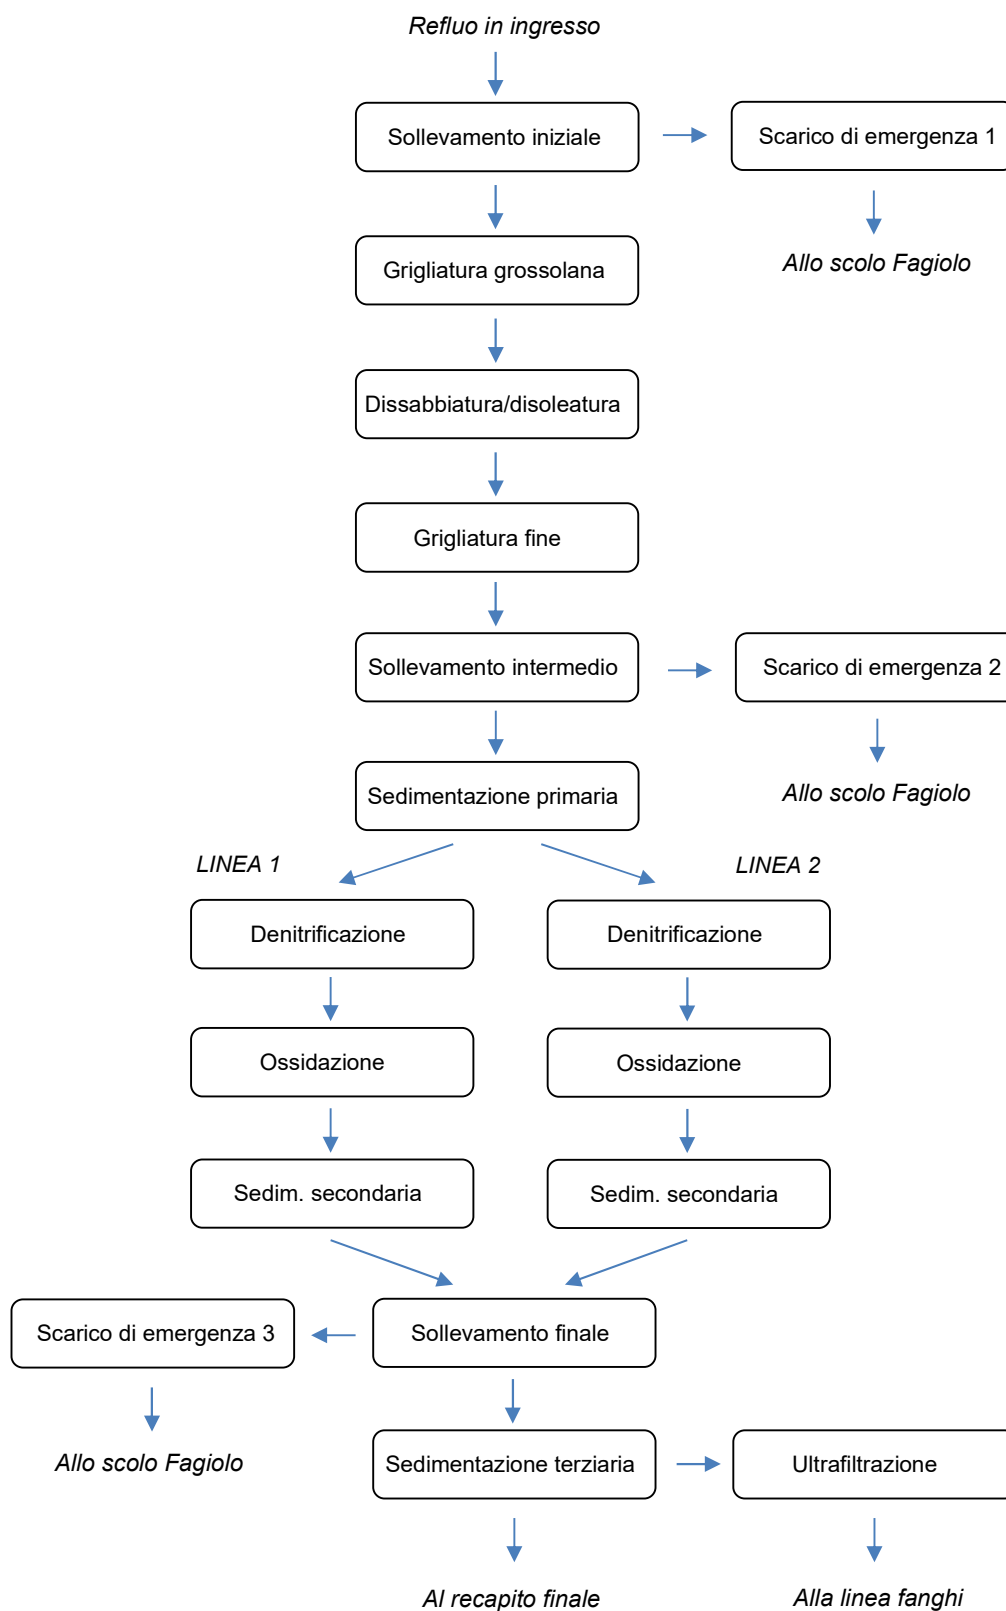 Refluo in ingresso
Sollevamento iniziale
Scarico di emergenza 1
Grigliatura grossolana
Allo scolo Fagiolo
Dissabbiatura/disoleatura
Grigliatura fine
Sollevamento intermedio
Scarico di emergenza 2
Sedimentazione primaria
Allo scolo Fagiolo
LINEA 1
LINEA 2
Denitrificazione
Denitrificazione
Ossidazione
Ossidazione
Sedim. secondaria
Sedim. secondaria
Scarico di emergenza 3
Sollevamento finale
Allo scolo Fagiolo
Sedimentazione terziaria
Ultrafiltrazione
Al recapito finale
Alla linea fanghi